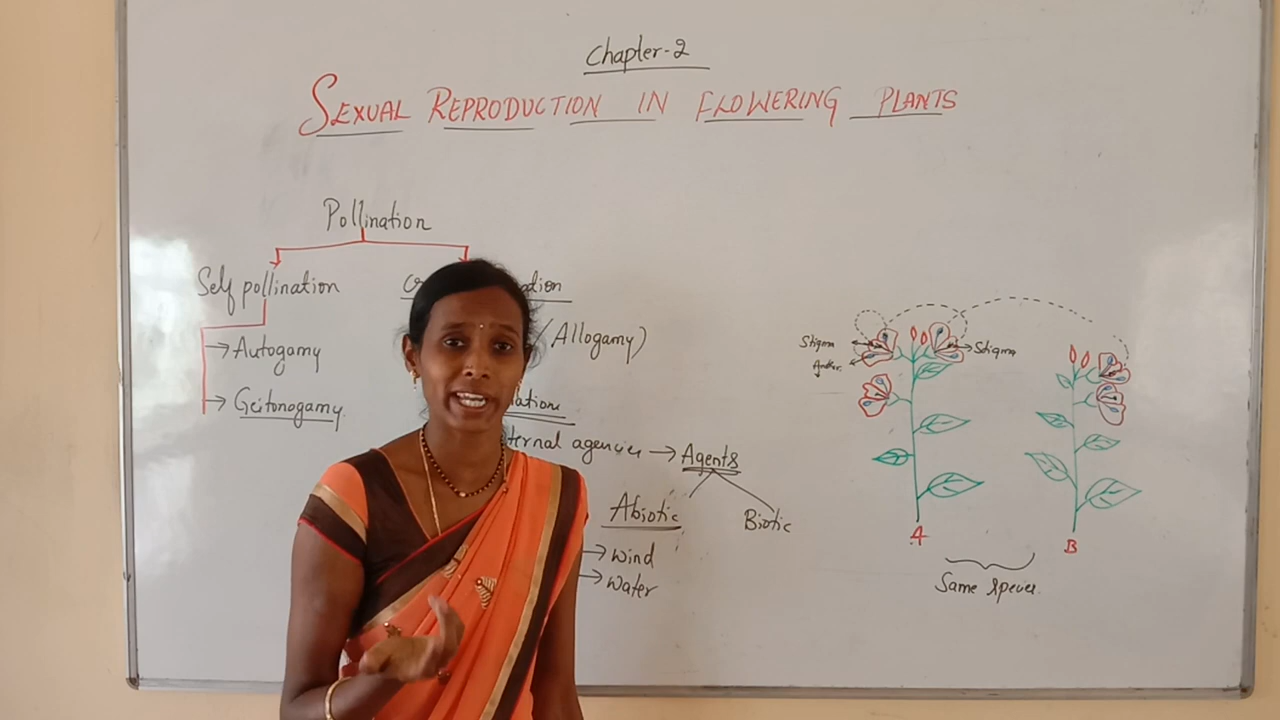 Chapter-2
SEXUAL REPRODUCTION IN FLOWERING PLANTS
Pollination
Self pollination
(Allogamy)
→ Autogamy
→ Geitonogamy.
agencies → Agents
Abiotic
Biotic
→ Wind
→ Water
Stigma
Anther
Stigma
A
B
Same species.